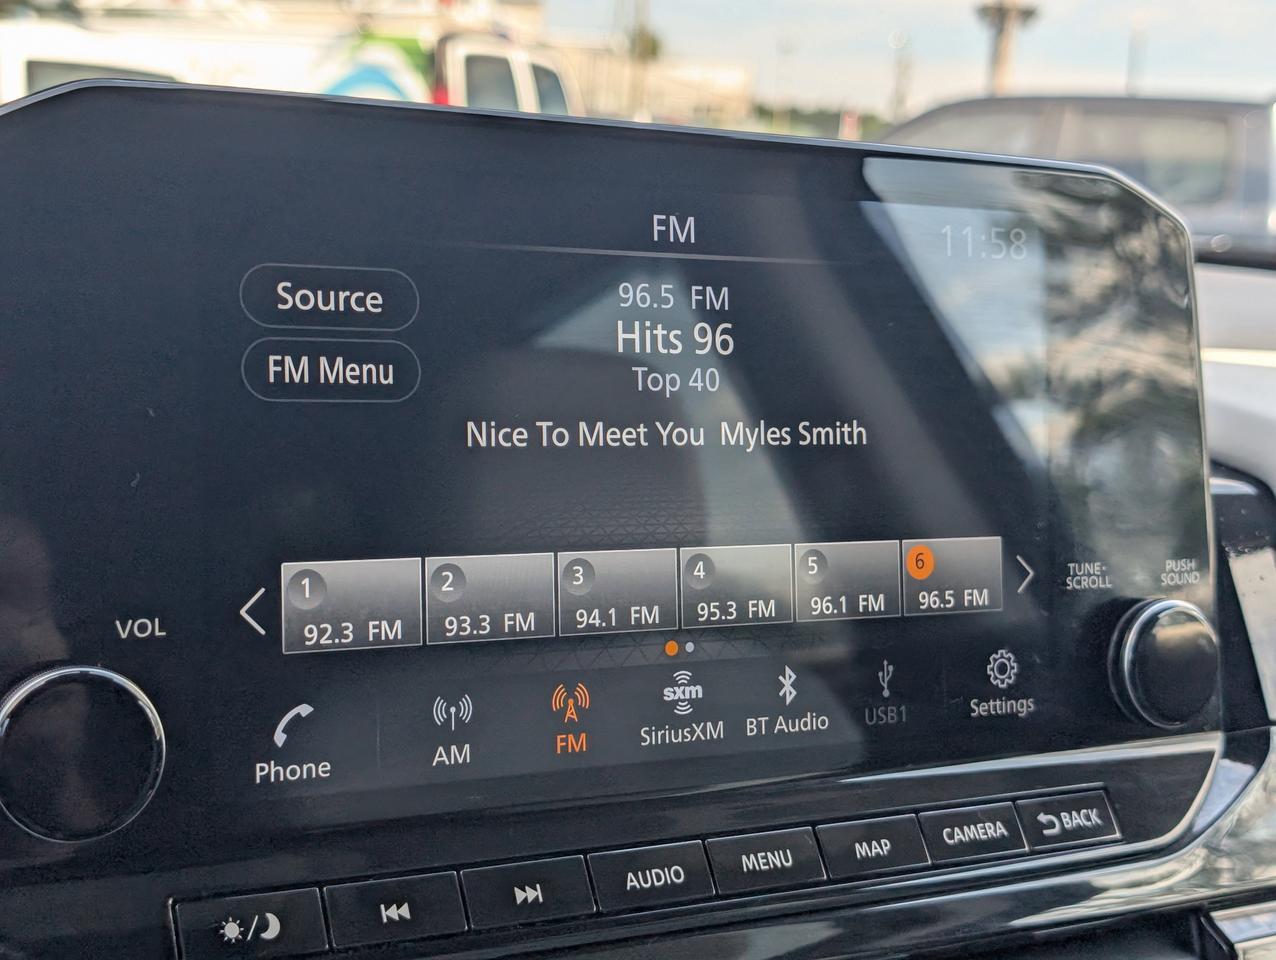 FM
11:58
Source
96.5 FM
Hits 96
FM Menu
Top 40
Nice To Meet You Myles Smith
1 2 3 4 5 6
92.3 FM 93.3 FM 94.1 FM 95.3 FM 96.1 FM 96.5 FM
TUNE·
SCROLL
PUSH
SOUND
VOL
sxm
Phone AM FM SiriusXM BT Audio USB1 Settings
AUDIO MENU MAP CAMERA BACK